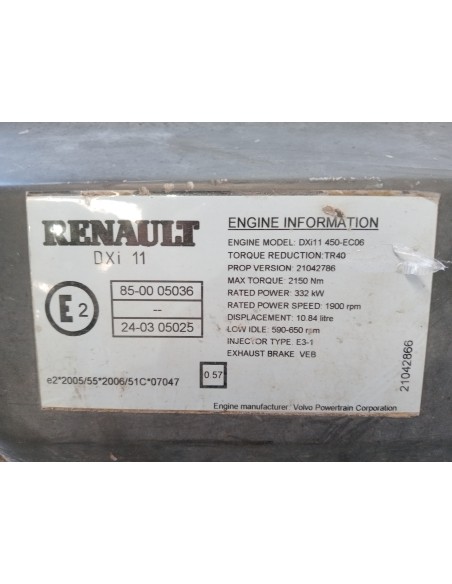 RENAULT
DXi 11
E 2
85-00 05036
--
24-03 05025
e2*2005/55*2006/51C*07047
0.57
ENGINE INFORMATION
ENGINE MODEL: DXi11 450-EC06
TORQUE REDUCTION: TR40
PROP VERSION: 21042786
MAX TORQUE: 2150 Nm
RATED POWER: 332 kW
RATED POWER SPEED: 1900 rpm
DISPLACEMENT: 10.84 litre
LOW IDLE: 590-650 rpm
INJECTOR TYPE: E3-1
EXHAUST BRAKE: VEB
21042866
Engine manufacturer: Volvo Powertrain Corporation